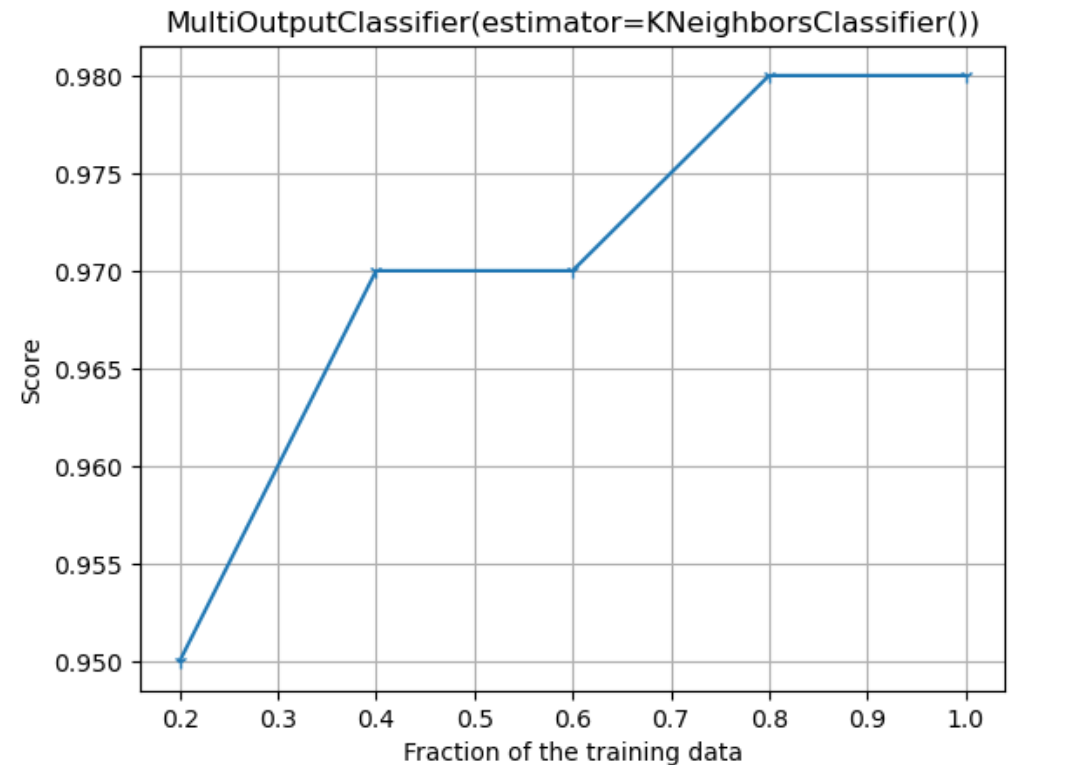 MultiOutputClassifier(estimator=KNeighborsClassifier())
0.980
0.975
0.970
0.965
0.960
0.955
0.950
Score
0.2 0.3 0.4 0.5 0.6 0.7 0.8 0.9 1.0
Fraction of the training data